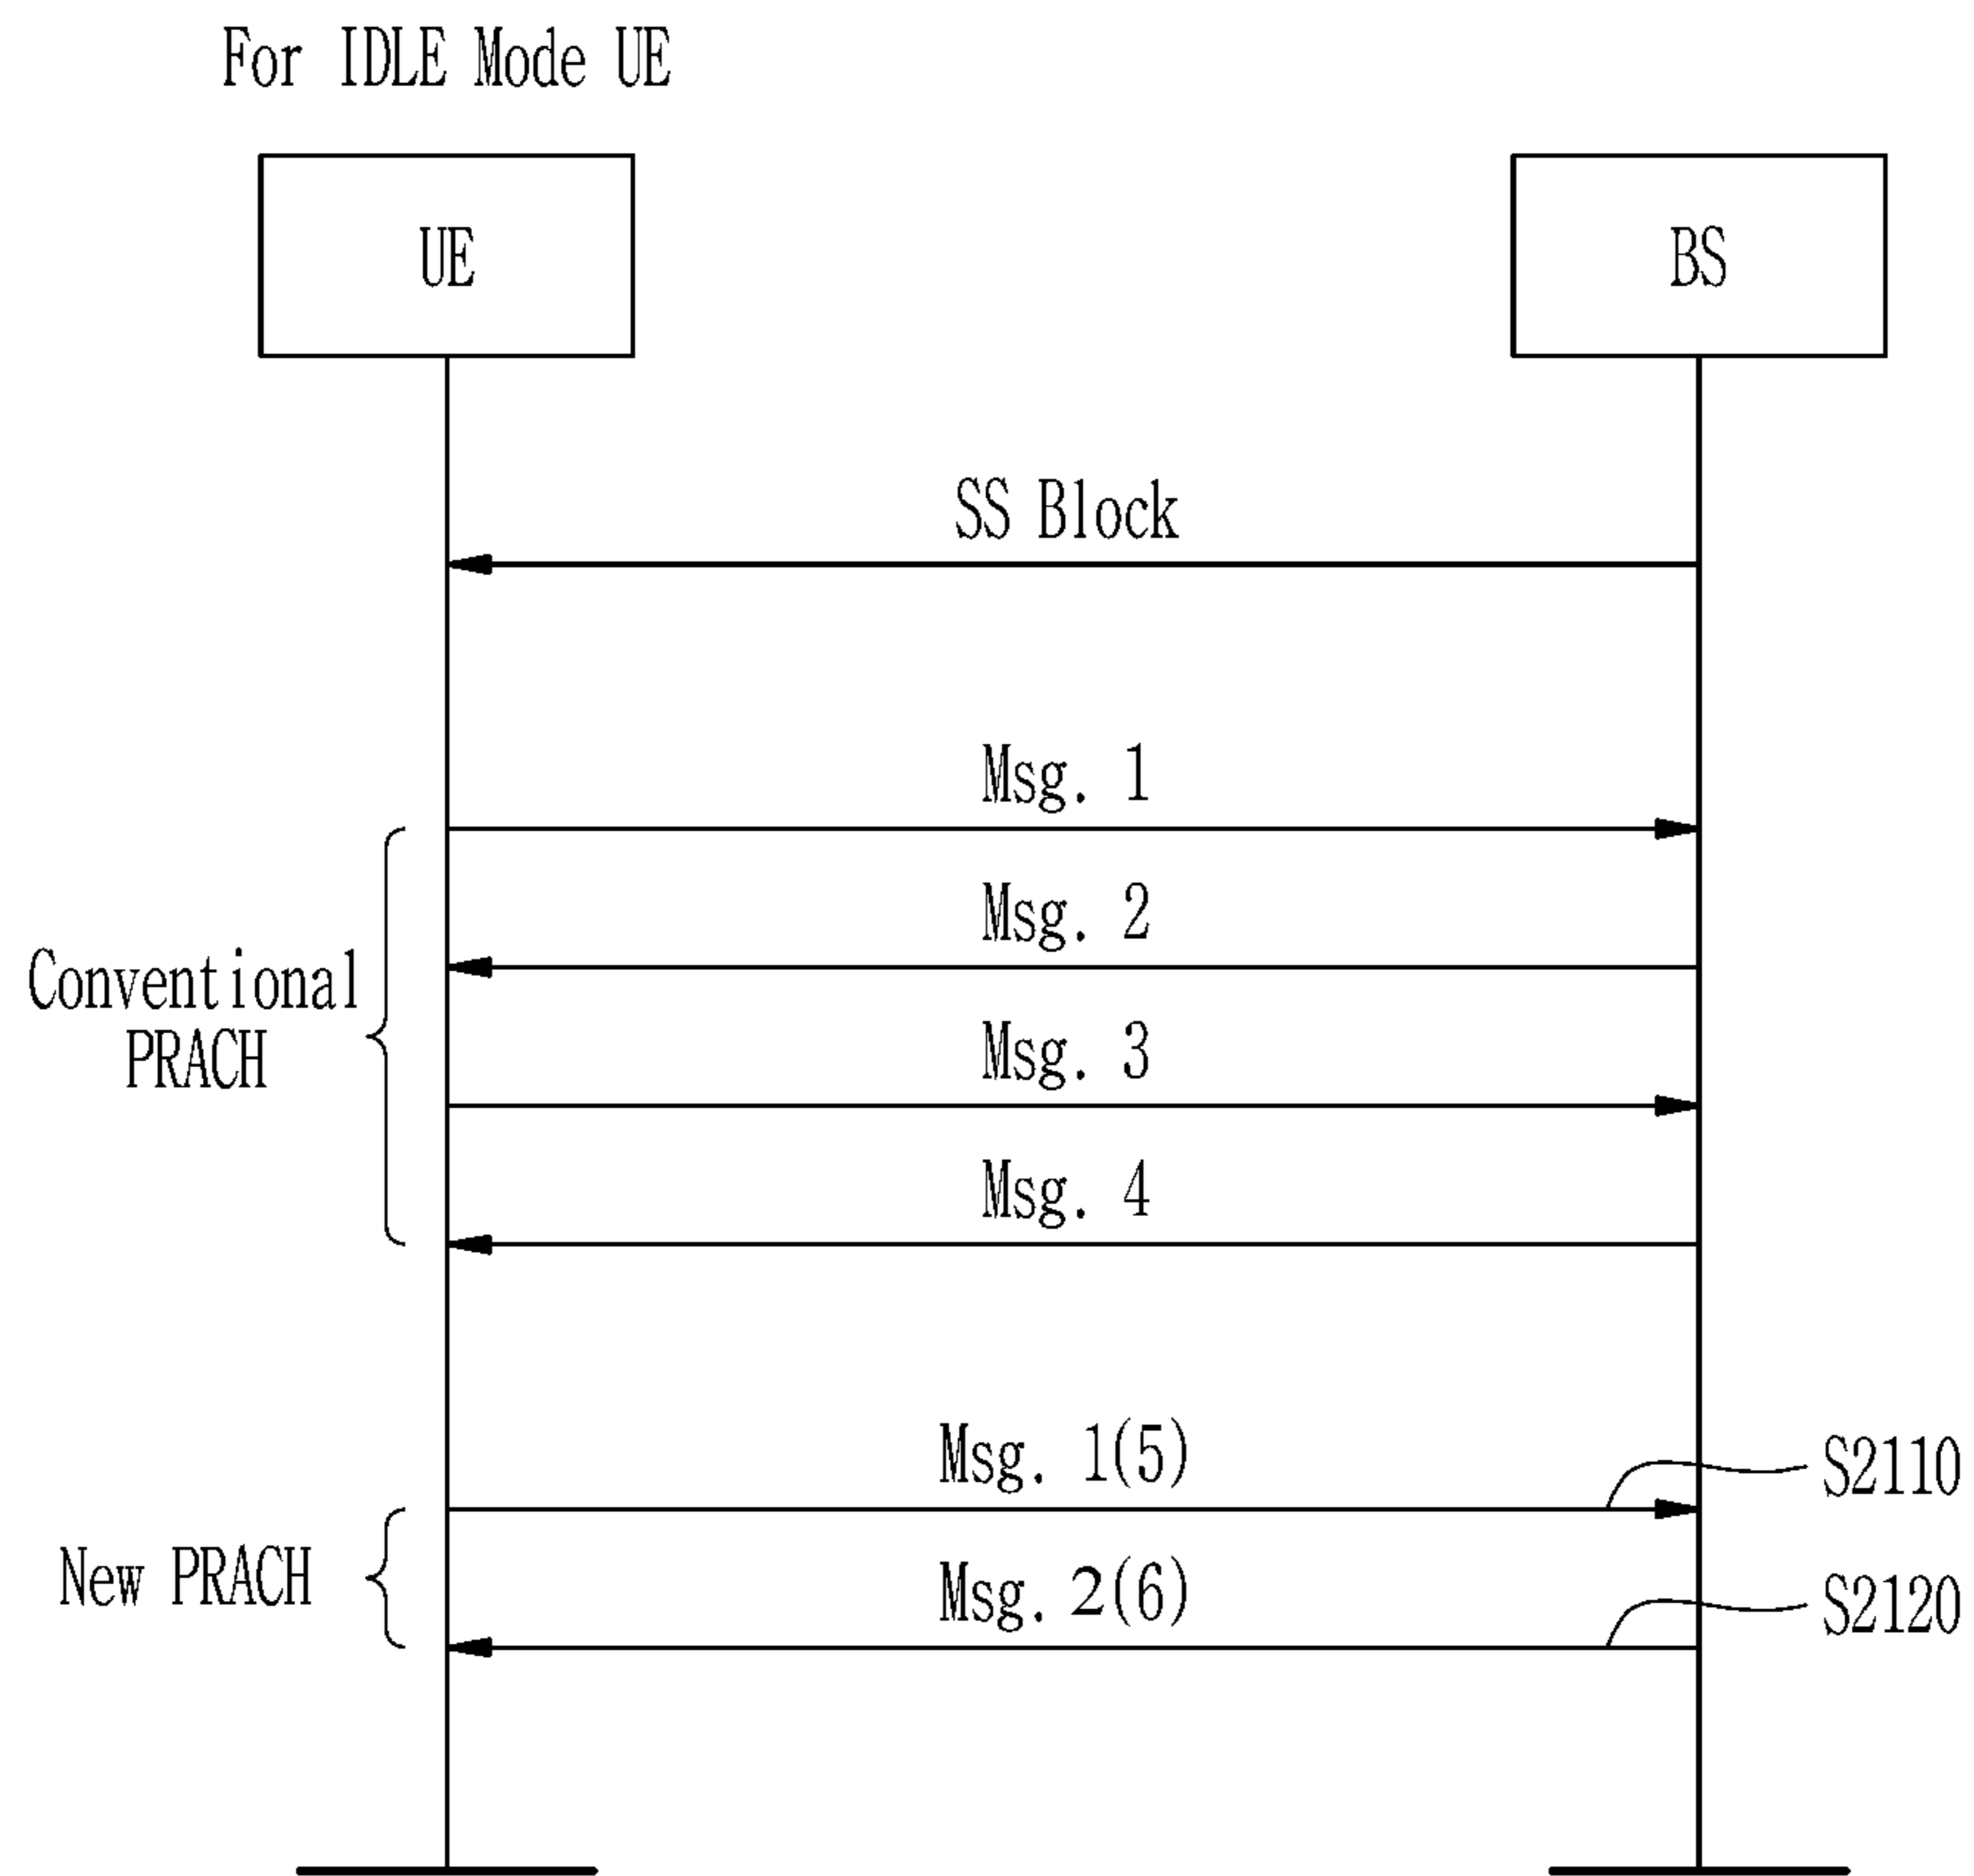 For IDLE Mode UE
UE
BS
SS Block
Msg. 1
Msg. 2
Conventional
PRACH
Msg. 3
Msg. 4
Msg. 1(5)
S2110
New PRACH
Msg. 2(6)
S2120